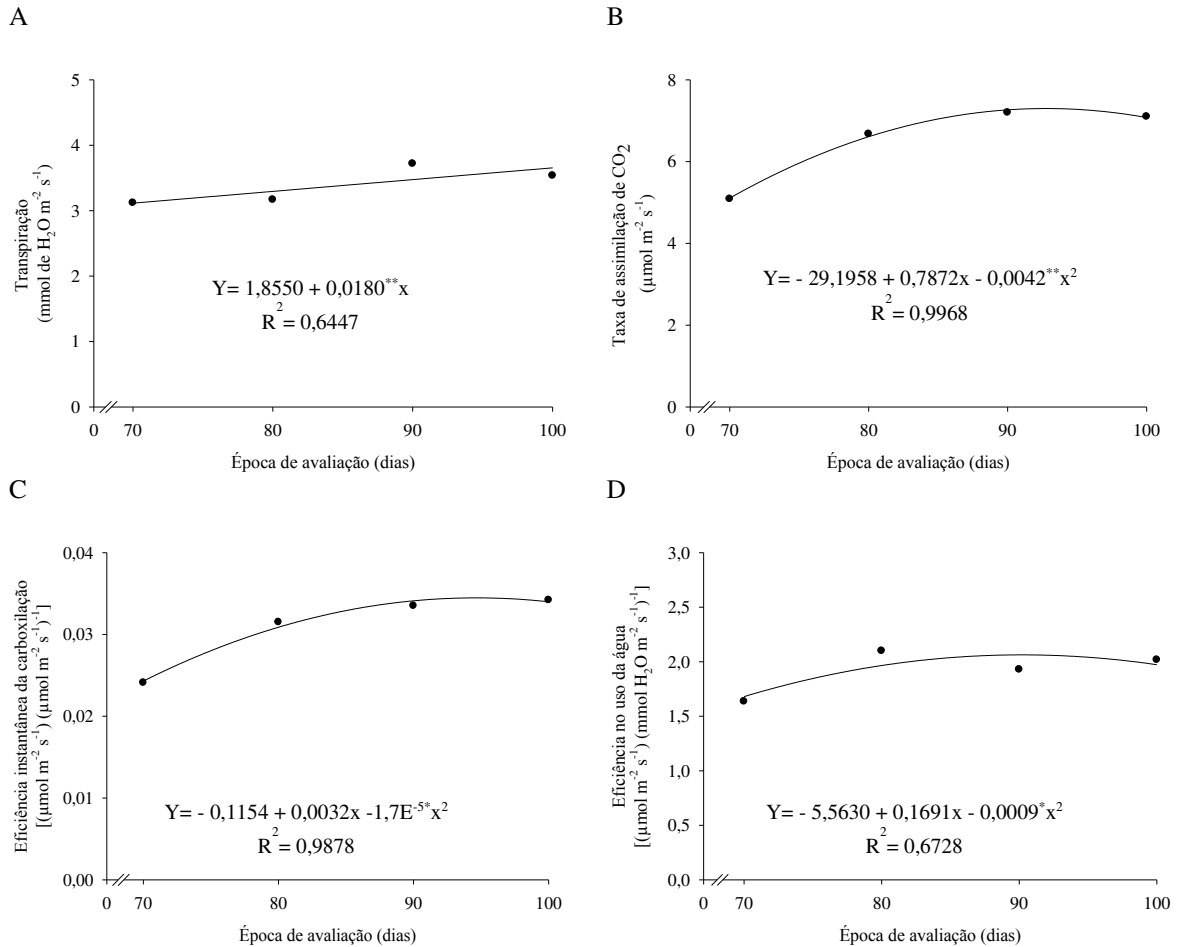 A
Transpiração
(mmol de H₂O m⁻² s⁻¹)
5
4
3
2
1
0
Y= 1,8550 + 0,0180**x
R² = 0,6447
0 70 80 90 100
Época de avaliação (dias)
B
Taxa de assimilação de CO₂
(µmol m⁻² s⁻¹)
8
6
4
2
0
Y= - 29,1958 + 0,7872x - 0,0042**x²
R² = 0,9968
0 70 80 90 100
Época de avaliação (dias)
C
Eficiência instantânea da carboxilação
[(µmol m⁻² s⁻¹) (µmol m⁻² s⁻¹)⁻¹]
0,04
0,03
0,02
0,01
0,00
Y= - 0,1154 + 0,0032x -1,7E⁻⁵*x²
R² = 0,9878
0 70 80 90 100
Época de avaliação (dias)
D
Eficiência no uso da água
[(µmol m⁻² s⁻¹) (mmol H₂O m⁻² s⁻¹)⁻¹]
3,0
2,5
2,0
1,5
1,0
0,5
0,0
Y= - 5,5630 + 0,1691x - 0,0009*x²
R² = 0,6728
0 70 80 90 100
Época de avaliação (dias)